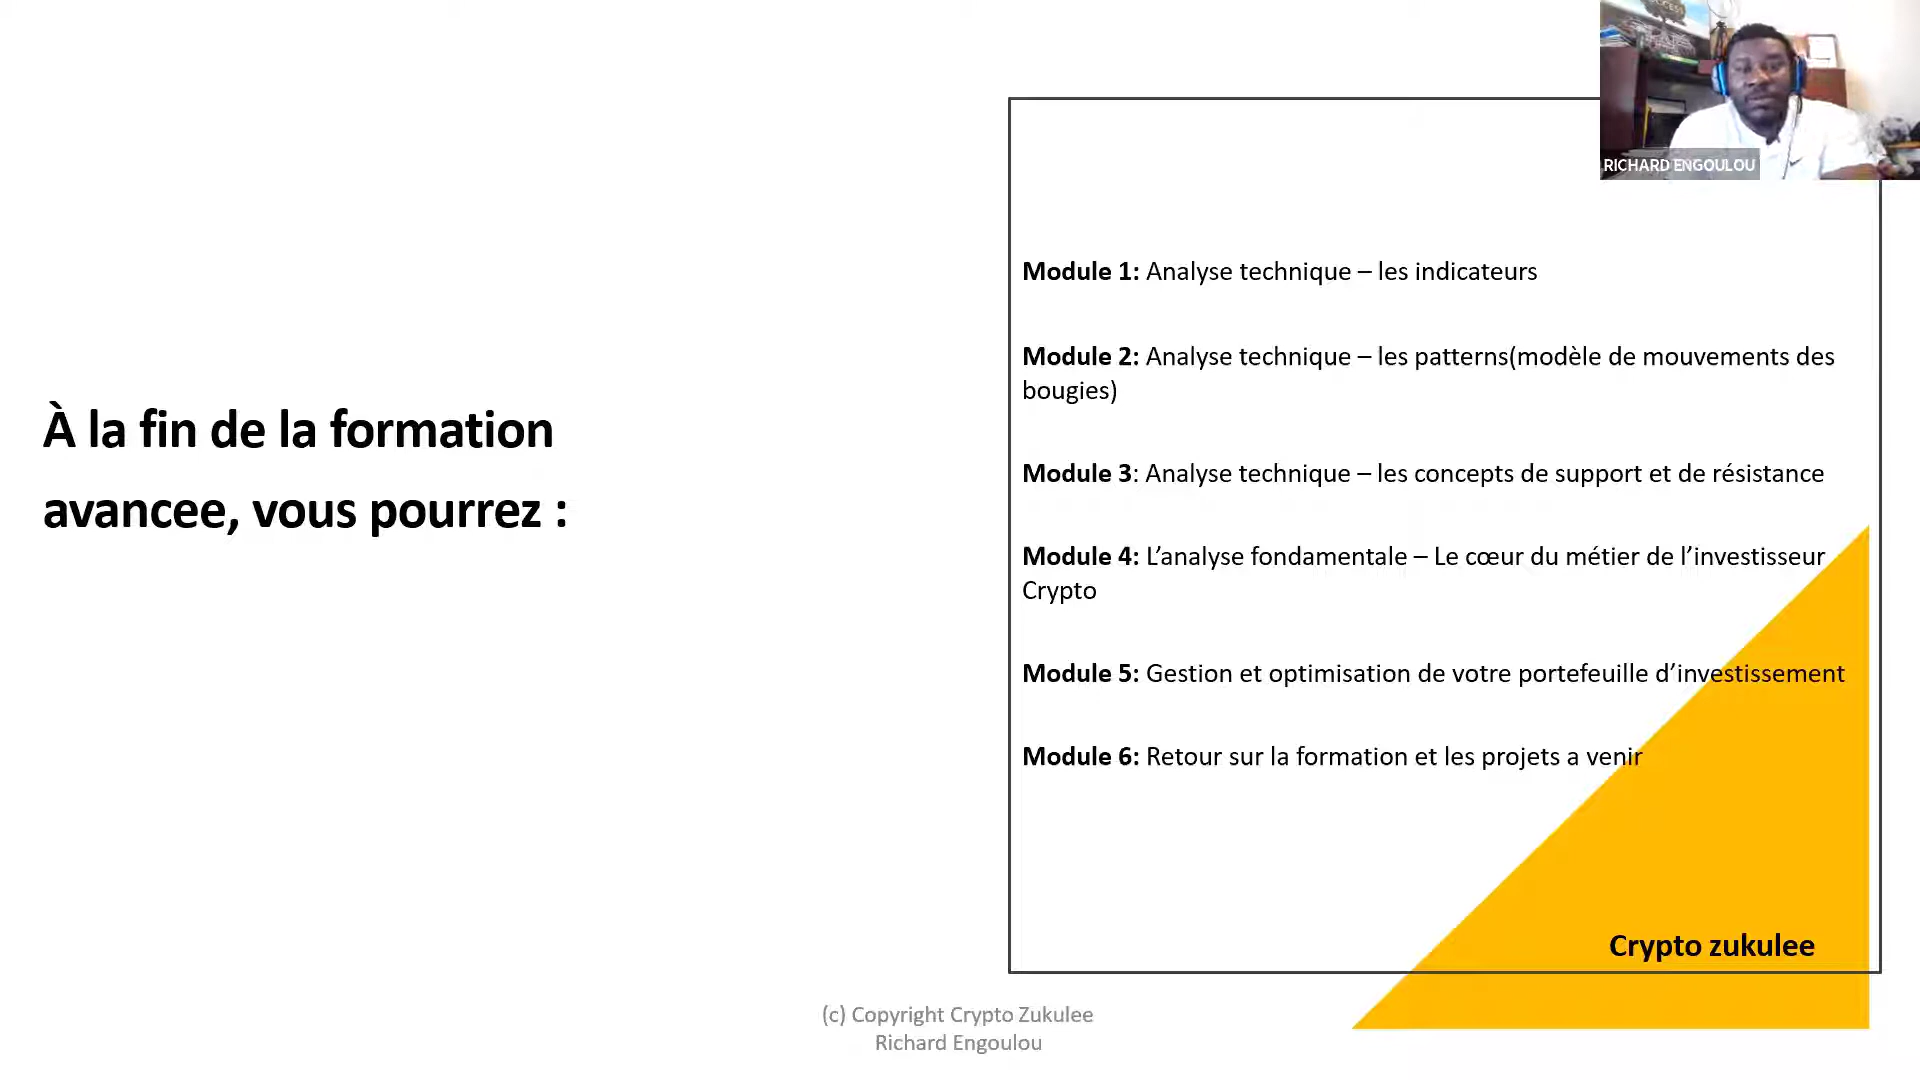 À la fin de la formation
avancee, vous pourrez :
SUCCESS
RICHARD ENGOULOU
Module 1: Analyse technique – les indicateurs
Module 2: Analyse technique – les patterns(modèle de mouvements des
bougies)
Module 3: Analyse technique – les concepts de support et de résistance
Module 4: L’analyse fondamentale – Le cœur du métier de l’investisseur
Crypto
Module 5: Gestion et optimisation de votre portefeuille d’investissement
Module 6: Retour sur la formation et les projets a venir
Crypto zukulee
(c) Copyright Crypto Zukulee
Richard Engoulou